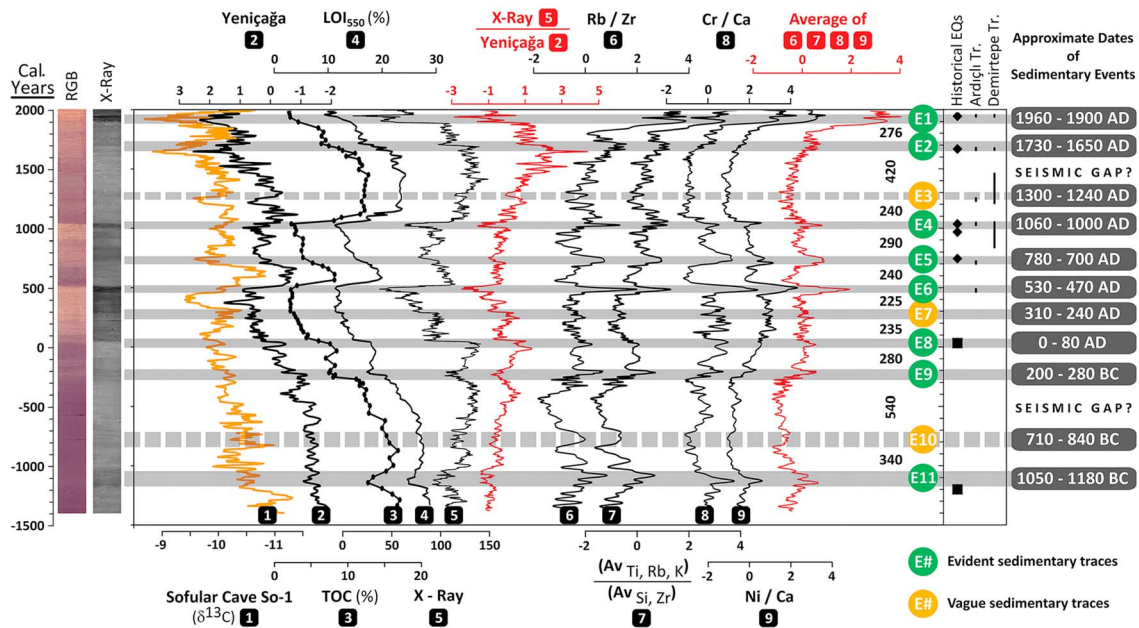 Yeniçağa
2
LOI550 (%)
4
X-Ray 5
Yeniçağa 2
Rb / Zr
6
Cr / Ca
8
Average of
6 7 8 9
Approximate Dates
of
Sedimentary Events
Historical EQs
Ardıçlı Tr.
Demirtepe Tr.
Cal.
Years
RGB
X-Ray
3 2 1 0 -1 -2
0 10 20 30
-3 -1 1 3 5
-2 0 2 4
-2 0 2 4
-2 0 2 4
2000
1500
1000
500
0
-500
-1000
-1500
E1 1960 - 1900 AD
276
E2 1730 - 1650 AD
420
SEISMIC GAP?
E3 1300 - 1240 AD
240
E4 1060 - 1000 AD
290
E5 780 - 700 AD
240
E6 530 - 470 AD
225
E7 310 - 240 AD
235
E8 0 - 80 AD
280
E9 200 - 280 BC
540
SEISMIC GAP?
E10 710 - 840 BC
340
E11 1050 - 1180 BC
1 2 3 4 5 6 7 8 9
-9 -10 -11
0 50 100 150
-2 0 2 4
0 10 20
-2 0 2 4
Sofular Cave So-1
(δ13C) 1
TOC (%)
3
X - Ray
5
(Av Ti, Rb, K)
(Av Si, Zr)
7
Ni / Ca
9
E# Evident sedimentary traces
E# Vague sedimentary traces